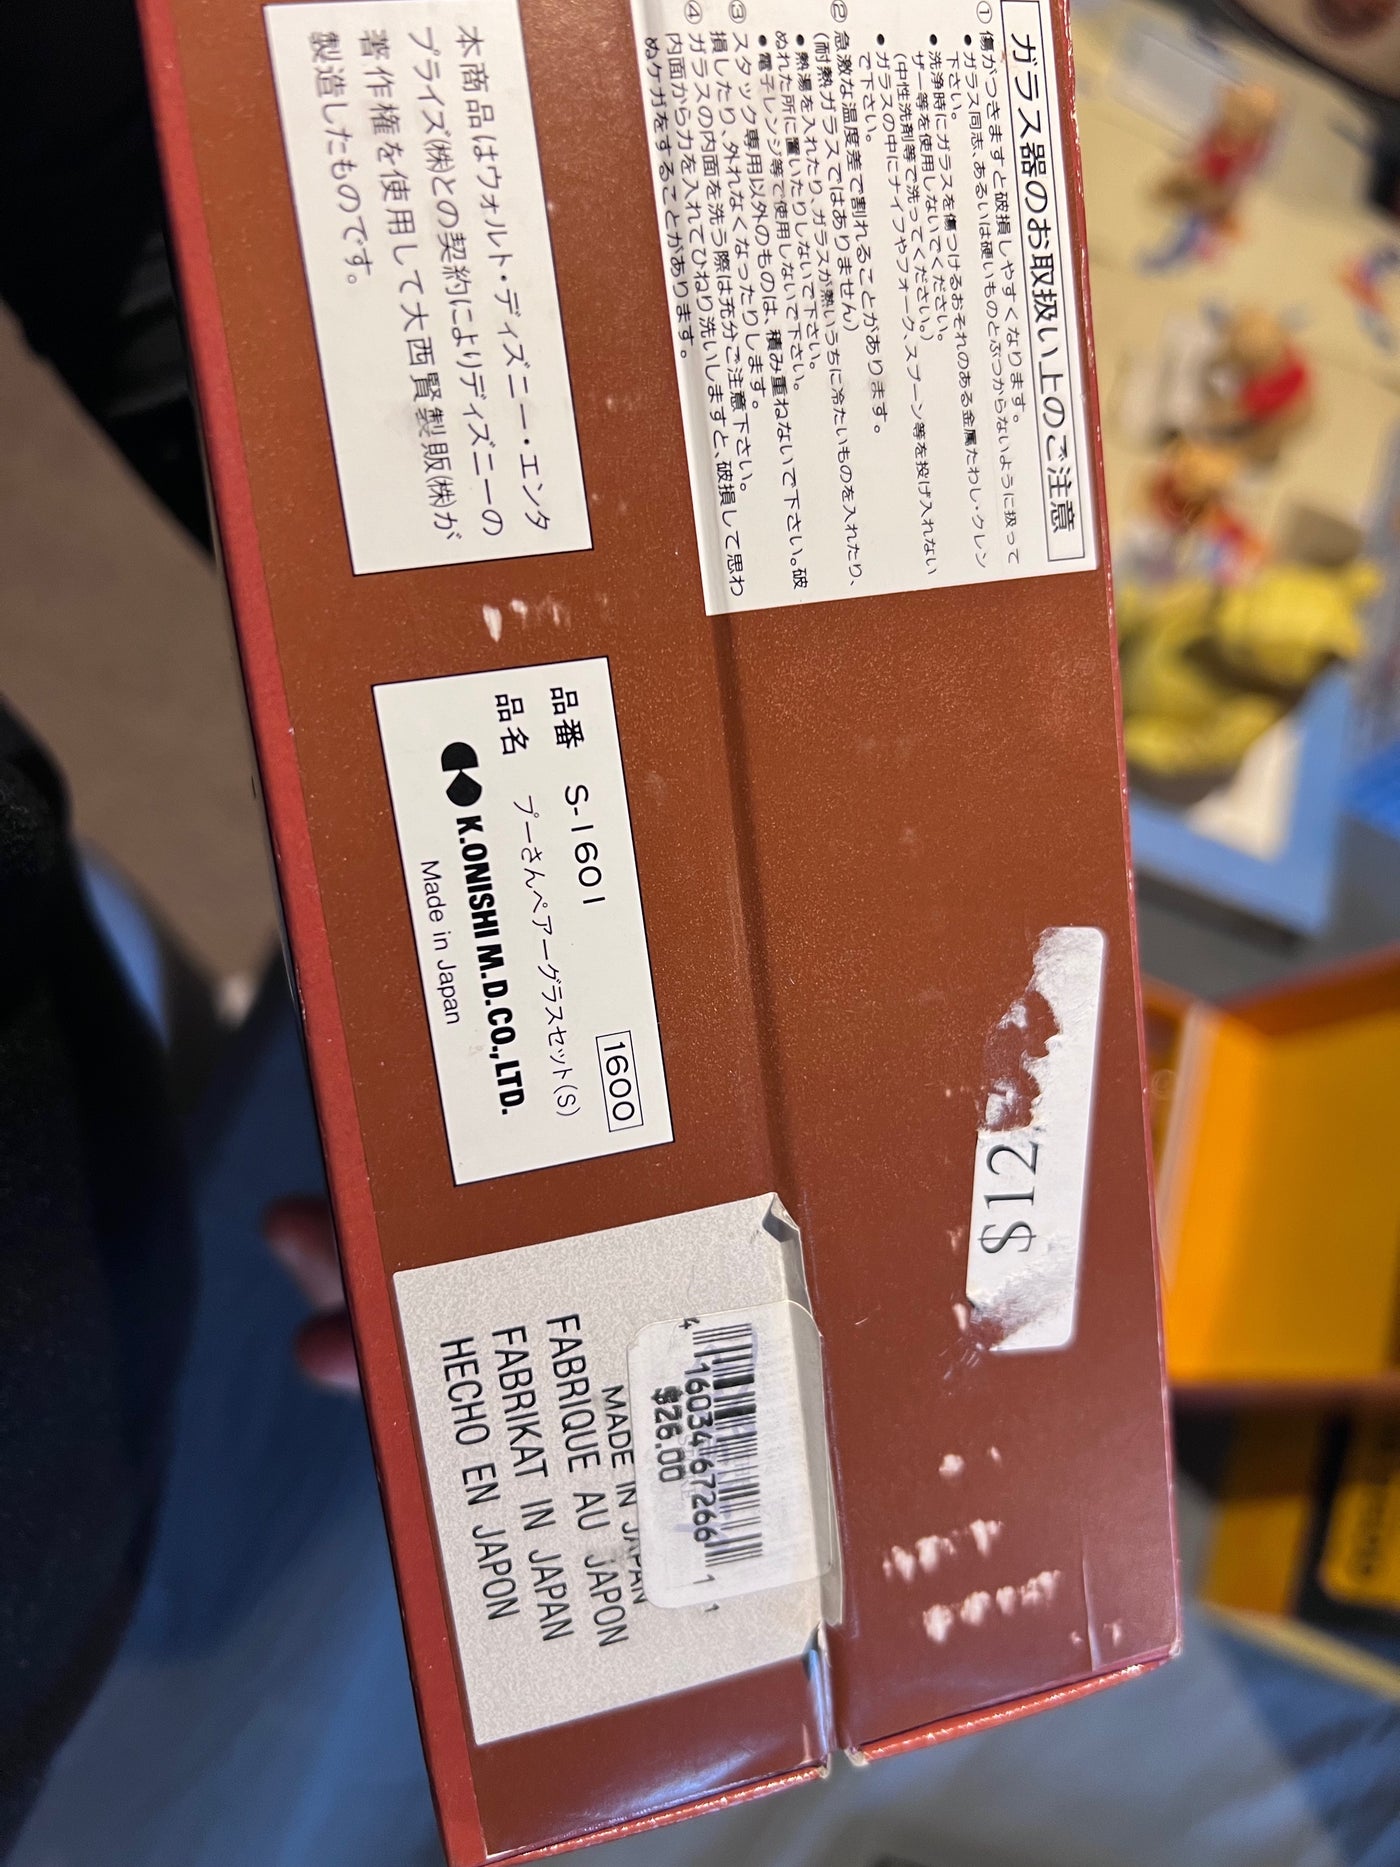 ガラス器のお取扱い上のご注意
① 傷がつきますと破損しやすくなります。
●ガラス同志、あるいは硬いものとぶつからないように扱って
下さい。
●洗浄時にガラスを傷つけるおそれのある金属たわし・クレン
ザー等を使用しないでください。
(中性洗剤等で洗ってください。)
●ガラスの中にナイフやフォーク、スプーン等を投げ入れない
で下さい。
② 急激な温度差で割れることがあります。
(耐熱ガラスではありません)
●熱湯を入れたり、ガラスが熱いうちに冷たいものを入れたり、
ぬれた所に置いたりしないで下さい。
●電子レンジ等で使用しないで下さい。
③ スタック専用以外のものは、積み重ねないで下さい。破
損したり、外れなくなったりします。
④ ガラスの内面を洗う際は充分ご注意下さい。
内面から力を入れてひねり洗いしますと、破損して思わ
ぬケガをすることがあります。
本商品はウォルト・ディズニー・エンタ
プライズ㈱との契約によりディズニーの
著作権を使用して大西賢製販㈱が
製造したものです。
1600
品番 S-1601
品名 プーさんペアーグラスセット(S)
K.ONISHI M.D.CO.,LTD.
Made in Japan
$12
4 16034 67266 1 1
$26.00
MADE IN JAPAN
FABRIQUE AU JAPON
FABRIKAT IN JAPAN
HECHO EN JAPON